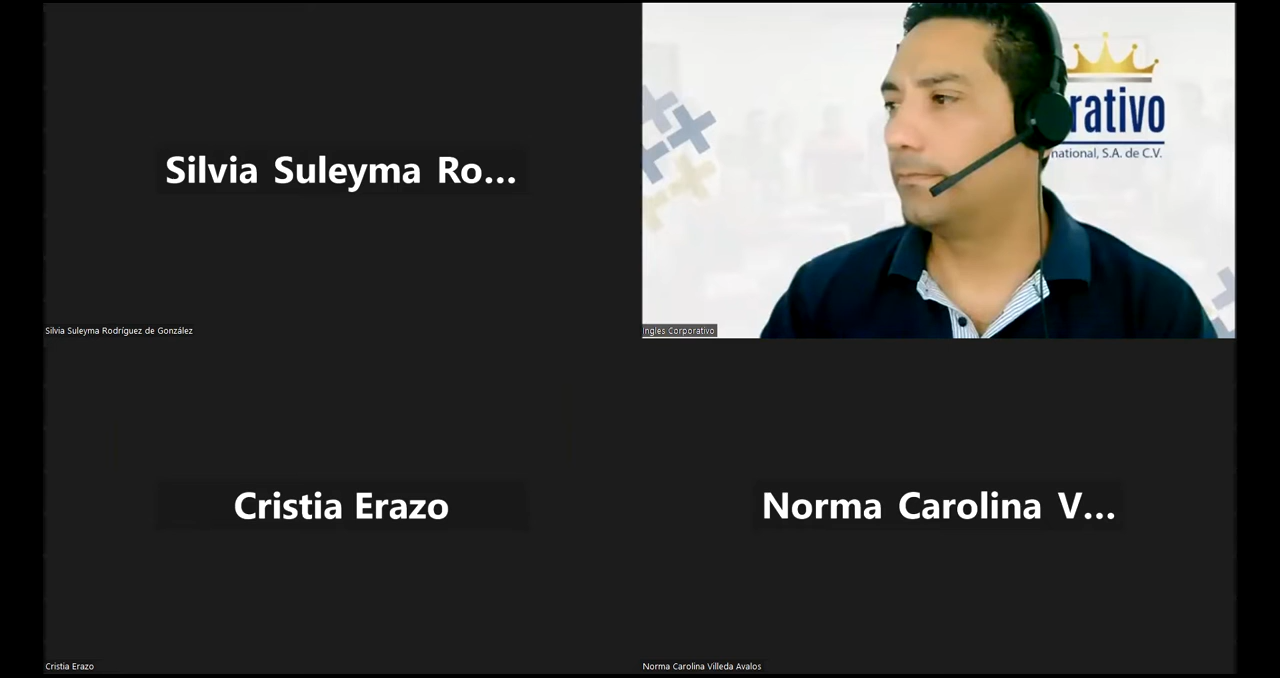 Silvia Suleyma Ro...
Silvia Suleyma Rodríguez de González
rativo
national, S.A. de C.V.
Ingles Corporativo
Cristia Erazo
Cristia Erazo
Norma Carolina V...
Norma Carolina Villeda Avalos